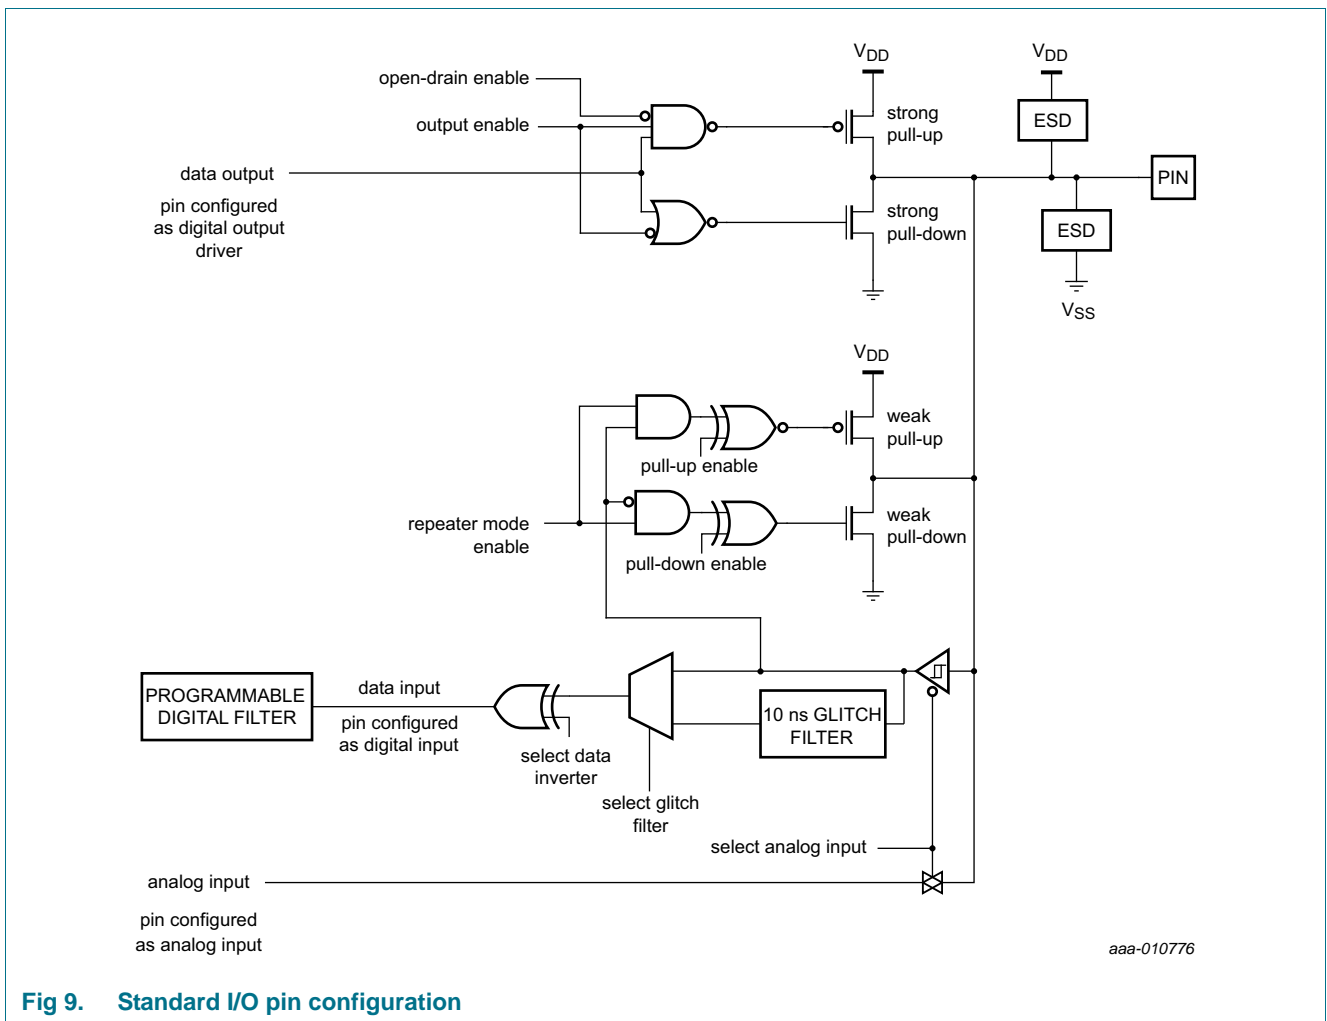 VDD
VDD
open-drain enable
strong
pull-up
ESD
output enable
data output
PIN
pin configured
as digital output
driver
strong
pull-down
ESD
VSS
VDD
weak
pull-up
pull-up enable
repeater mode
enable
weak
pull-down
pull-down enable
PROGRAMMABLE
DIGITAL FILTER
data input
pin configured
as digital input
10 ns GLITCH
FILTER
select data
inverter
select glitch
filter
select analog input
analog input
pin configured
as analog input
aaa-010776
Fig 9. Standard I/O pin configuration